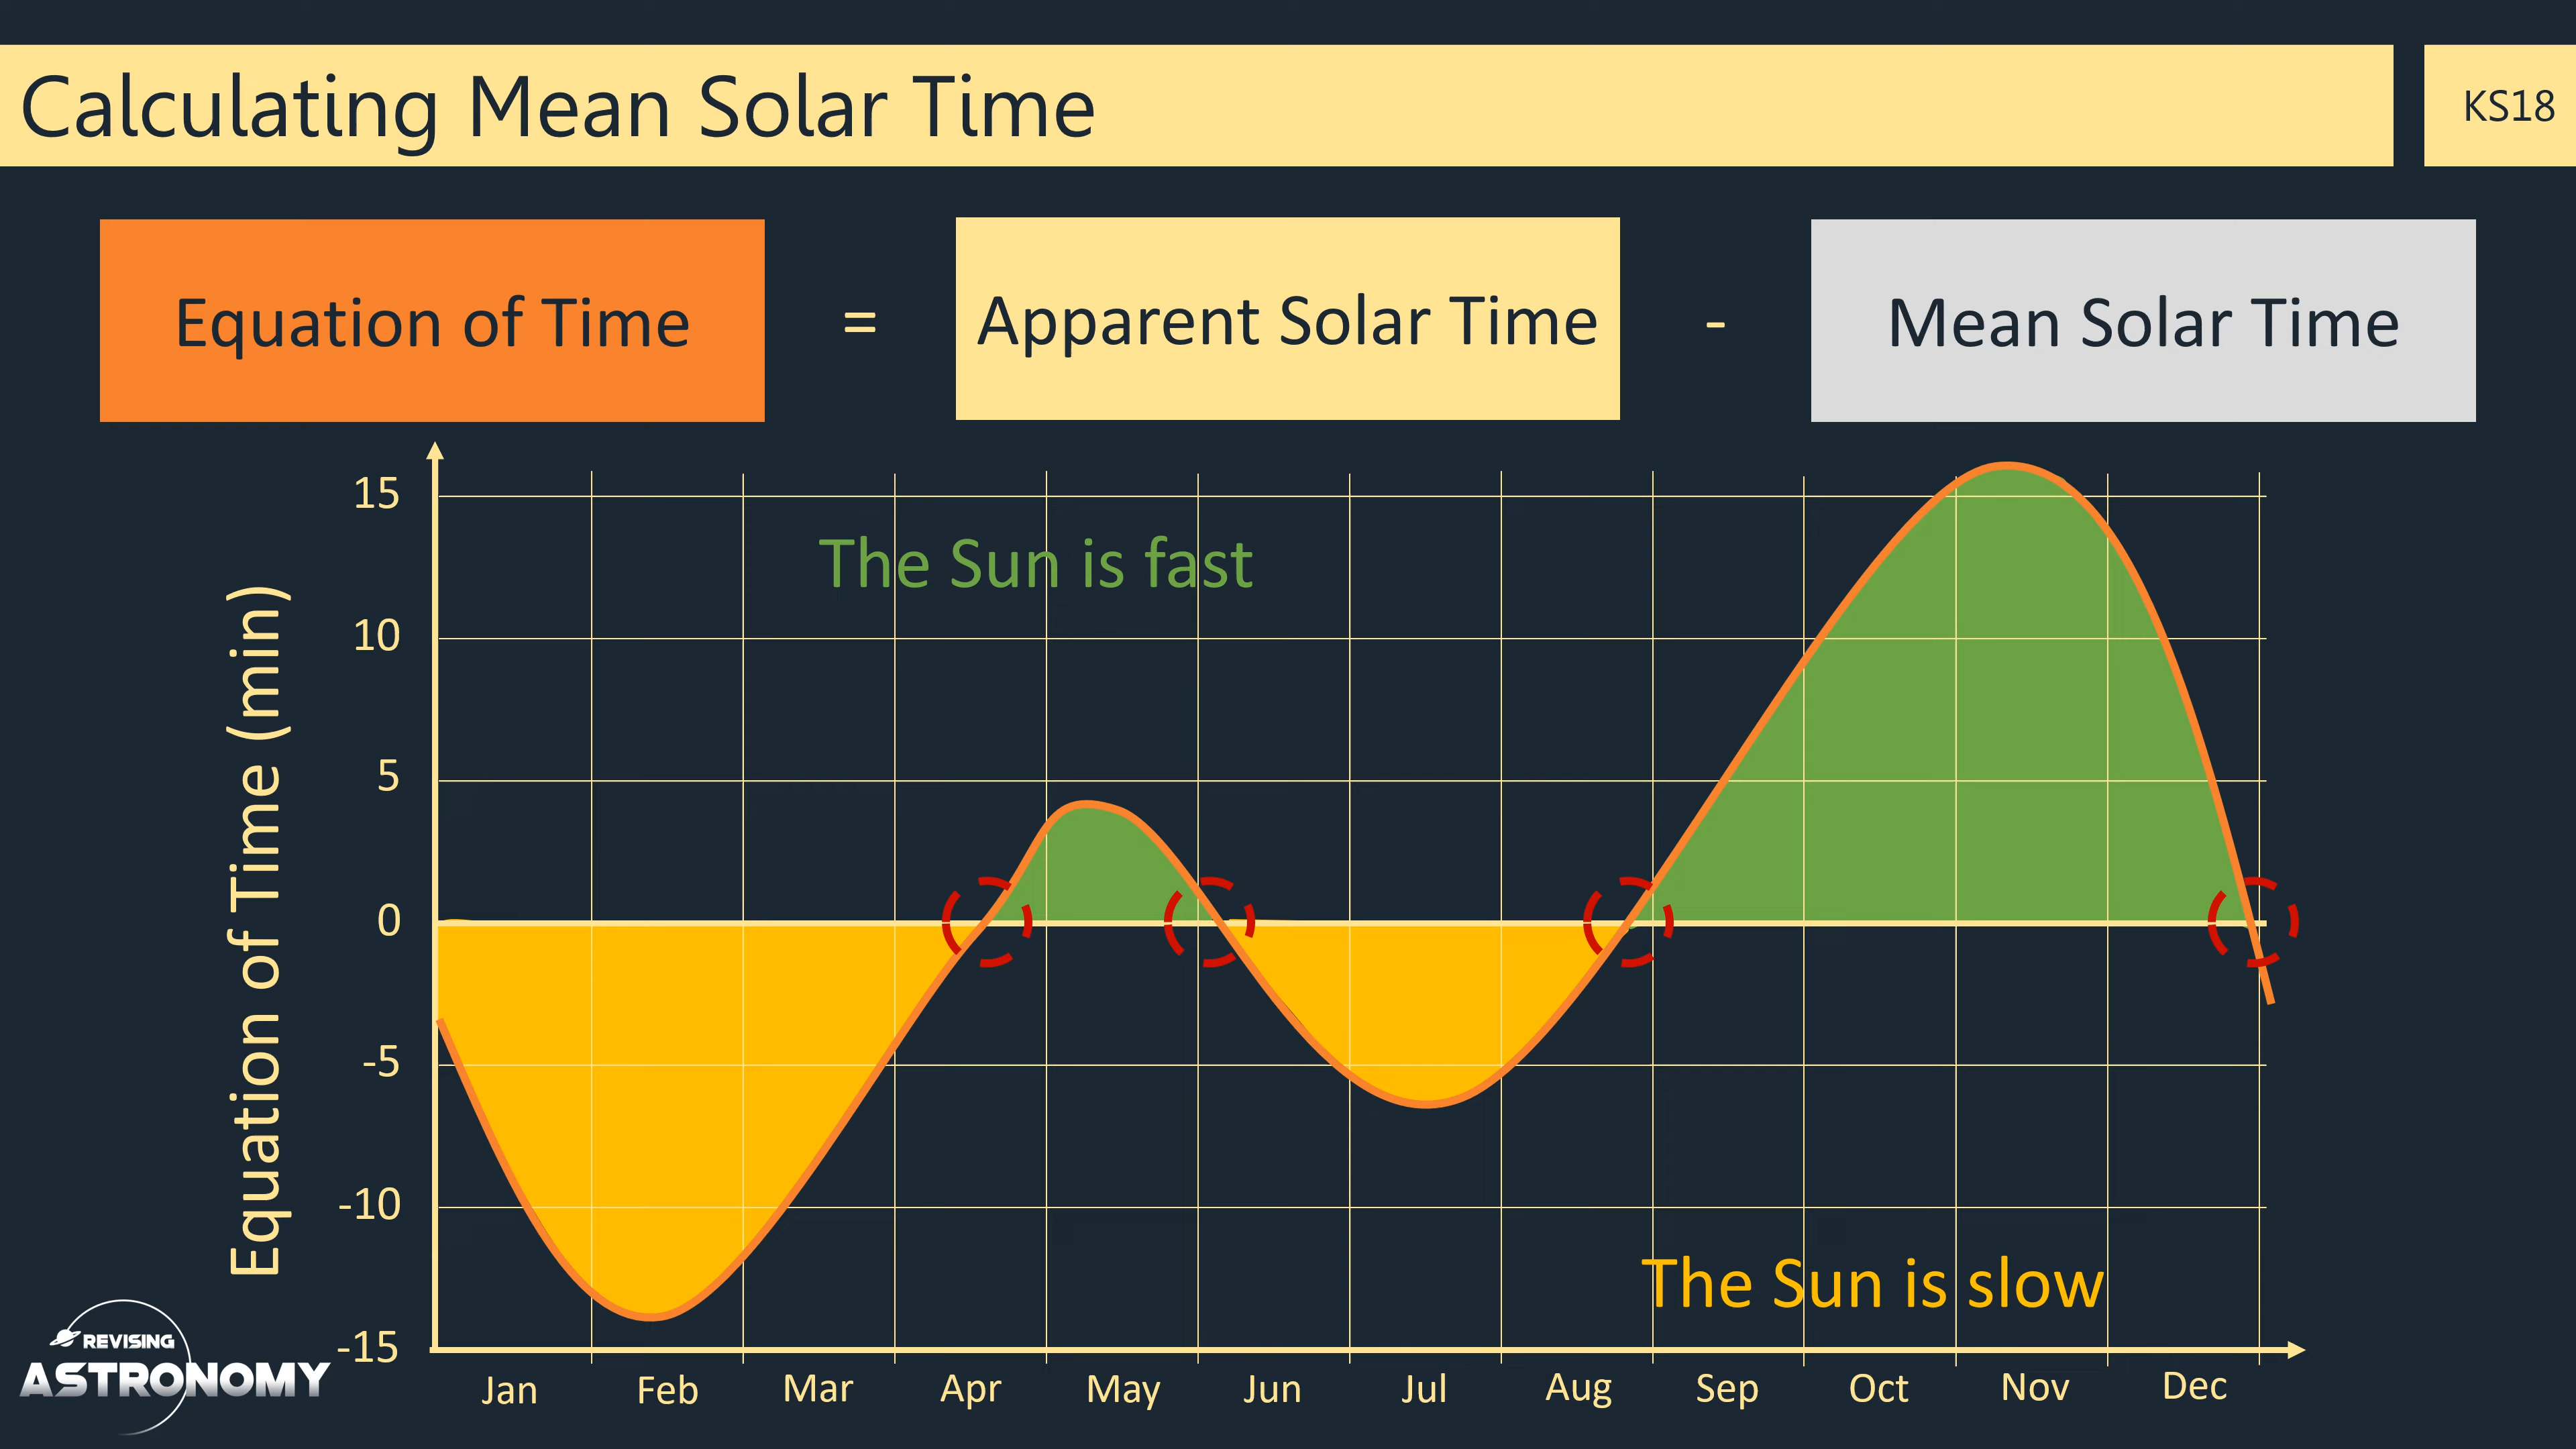 Calculating Mean Solar Time
KS18
Equation of Time = Apparent Solar Time - Mean Solar Time
Equation of Time (min)
15
10
5
0
-5
-10
-15
The Sun is fast
The Sun is slow
Jan Feb Mar Apr May Jun Jul Aug Sep Oct Nov Dec
REVISING
ASTRONOMY